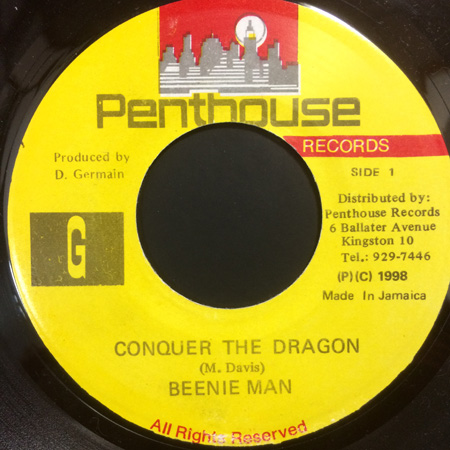 Penthouse
RECORDS
Produced by
D. Germain
SIDE 1
Distributed by:
Penthouse Records
6 Ballater Avenue
Kingston 10
Tel.: 929-7446
(P)(C) 1998
Made In Jamaica
G
CONQUER THE DRAGON
(M. Davis)
BEENIE MAN
All Rights Reserved